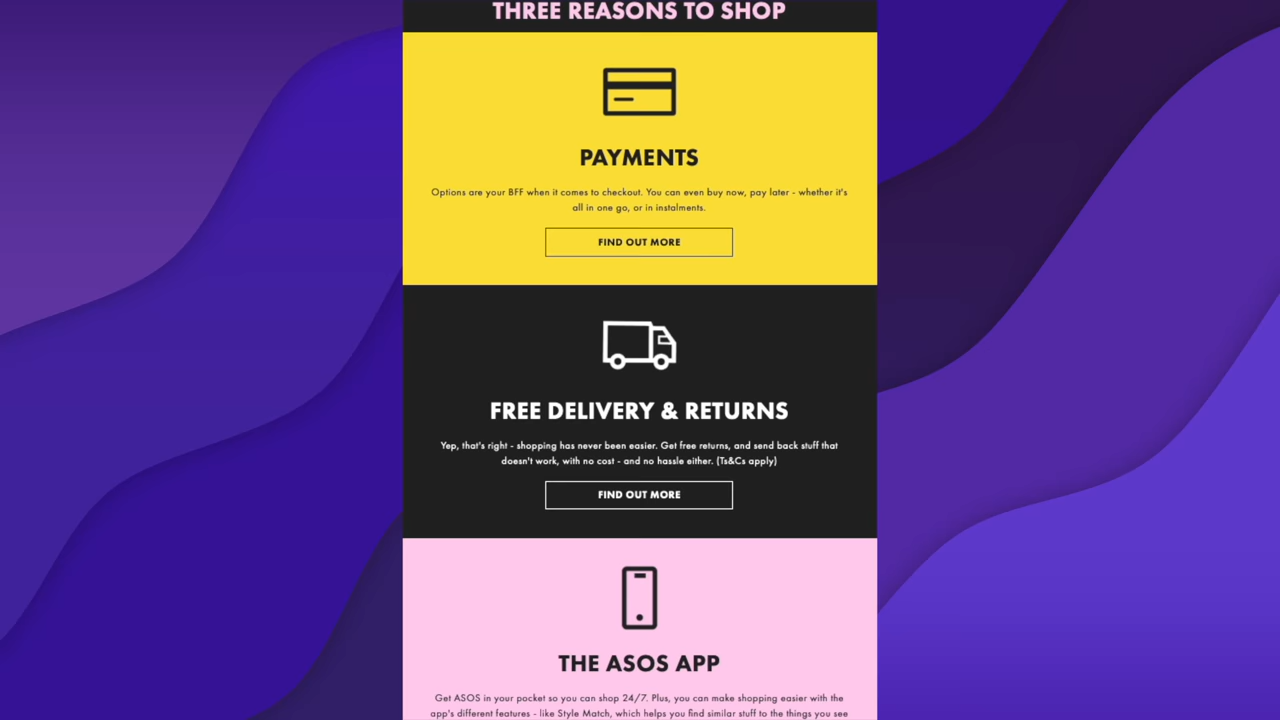 THREE REASONS TO SHOP
PAYMENTS
Options are your BFF when it comes to checkout. You can even buy now, pay later - whether it's
all in one go, or in instalments.
FIND OUT MORE
FREE DELIVERY & RETURNS
Yep, that's right - shopping has never been easier. Get free returns, and send back stuff that
doesn't work, with no cost - and no hassle either. (Ts&Cs apply)
FIND OUT MORE
THE ASOS APP
Get ASOS in your pocket so you can shop 24/7. Plus, you can make shopping easier with the
app's different features - like Style Match, which helps you find similar stuff to the things you see